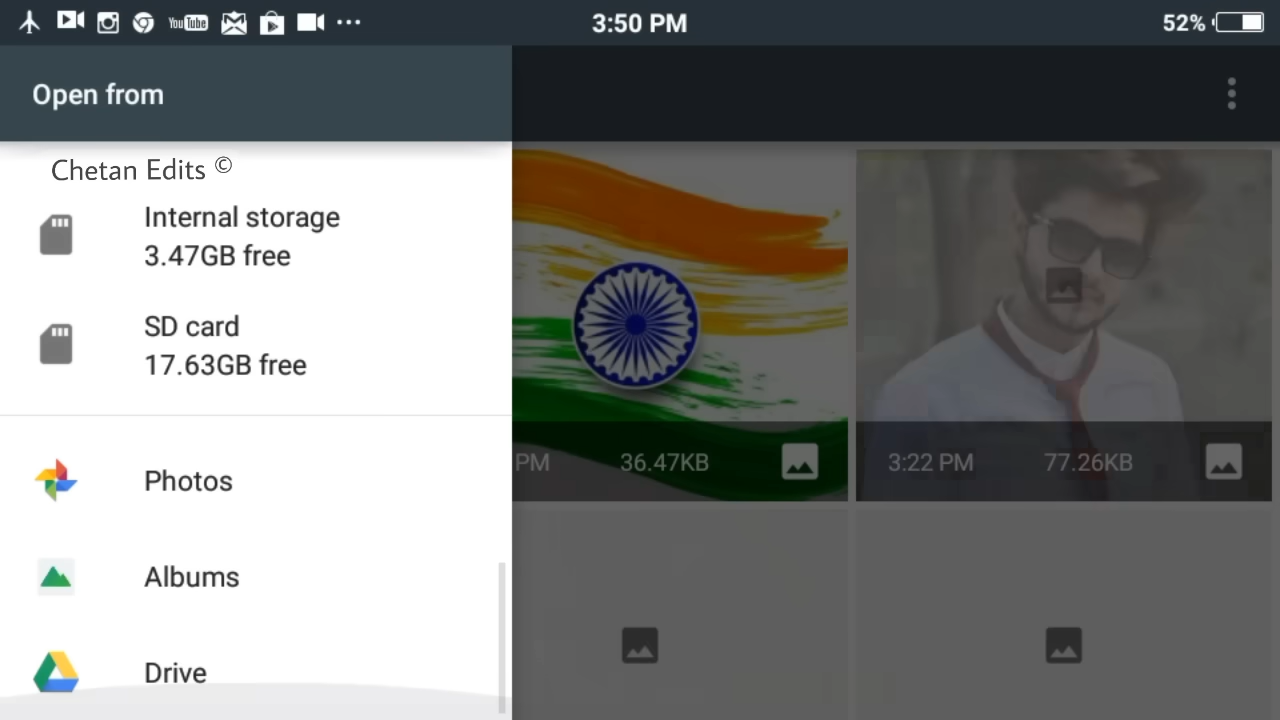 YouTube
3:50 PM
52%
Open from
Chetan Edits ©
Internal storage
3.47GB free
SD card
17.63GB free
Photos
Albums
Drive
PM 36.47KB
3:22 PM 77.26KB